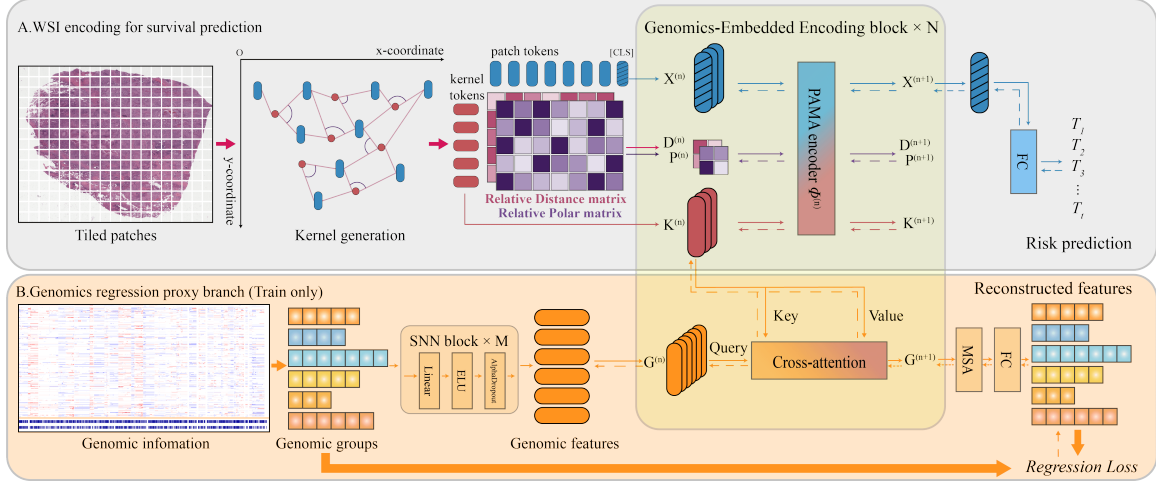 A.WSI encoding for survival prediction
O
x-coordinate
y-coordinate
Tiled patches
Kernel generation
patch tokens
[CLS]
kernel
tokens
Relative Distance matrix
Relative Polar matrix
Genomics-Embedded Encoding block × N
X(n)
D(n)
P(n)
K(n)
PAMA encoder Φ(n)
X(n+1)
D(n+1)
P(n+1)
K(n+1)
FC
T1
T2
T3
⋮
Tt
Risk prediction
B.Genomics regression proxy branch (Train only)
Genomic infomation
Genomic groups
SNN block × M
Linear
ELU
AlphaDropout
Genomic features
G(n)
Query
Key
Value
Cross-attention
G(n+1)
MSA
FC
Reconstructed features
Regression Loss